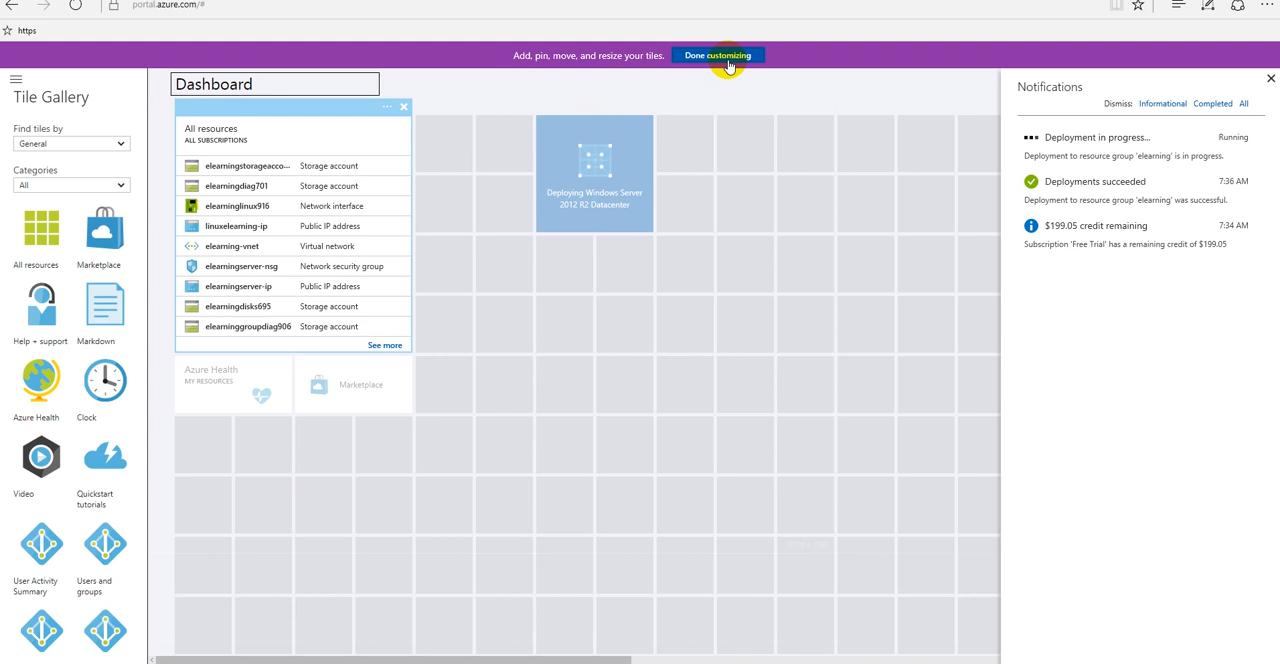 portal.azure.com/#
https
Add, pin, move, and resize your tiles.
Done customizing
Tile Gallery
Find tiles by
General
Categories
All
All resources
Marketplace
Help + support
Markdown
Azure Health
Clock
Video
Quickstart
tutorials
User Activity
Summary
Users and
groups
Dashboard
All resources
ALL SUBSCRIPTIONS
elearningstorageacco... Storage account
elearningdiag701 Storage account
elearninglinux916 Network interface
linuxelearning-ip Public IP address
elearning-vnet Virtual network
elearningserver-nsg Network security group
elearningserver-ip Public IP address
elearningdisks695 Storage account
elearninggroupdiag906 Storage account
See more
Azure Health
MY RESOURCES
Marketplace
Deploying Windows Server
2012 R2 Datacenter
Notifications
Dismiss: Informational Completed All
Deployment in progress... Running
Deployment to resource group 'elearning' is in progress.
Deployments succeeded 7:36 AM
Deployment to resource group 'elearning' was successful.
$199.05 credit remaining 7:34 AM
Subscription 'Free Trial' has a remaining credit of $199.05